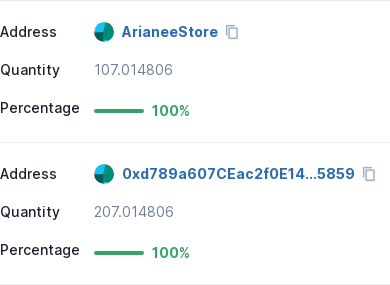 Address ArianeeStore
Quantity 107.014806
Percentage 100%
Address 0xd789a607CEac2f0E14...5859
Quantity 207.014806
Percentage 100%